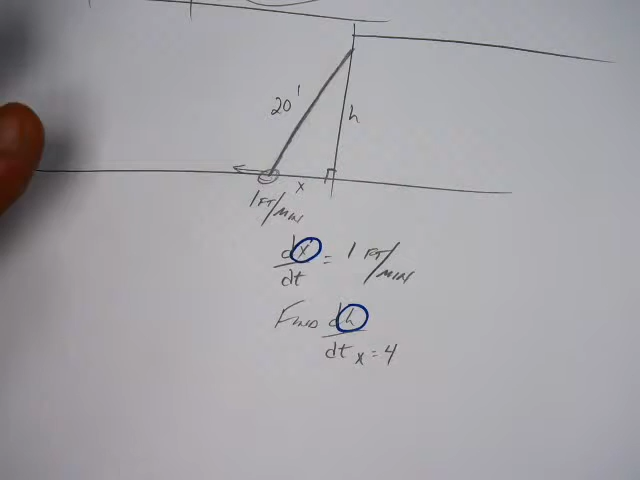 20'
h
x
1 FT/MIN
dx/dt = 1 FT/MIN
FIND dh/dt x = 4